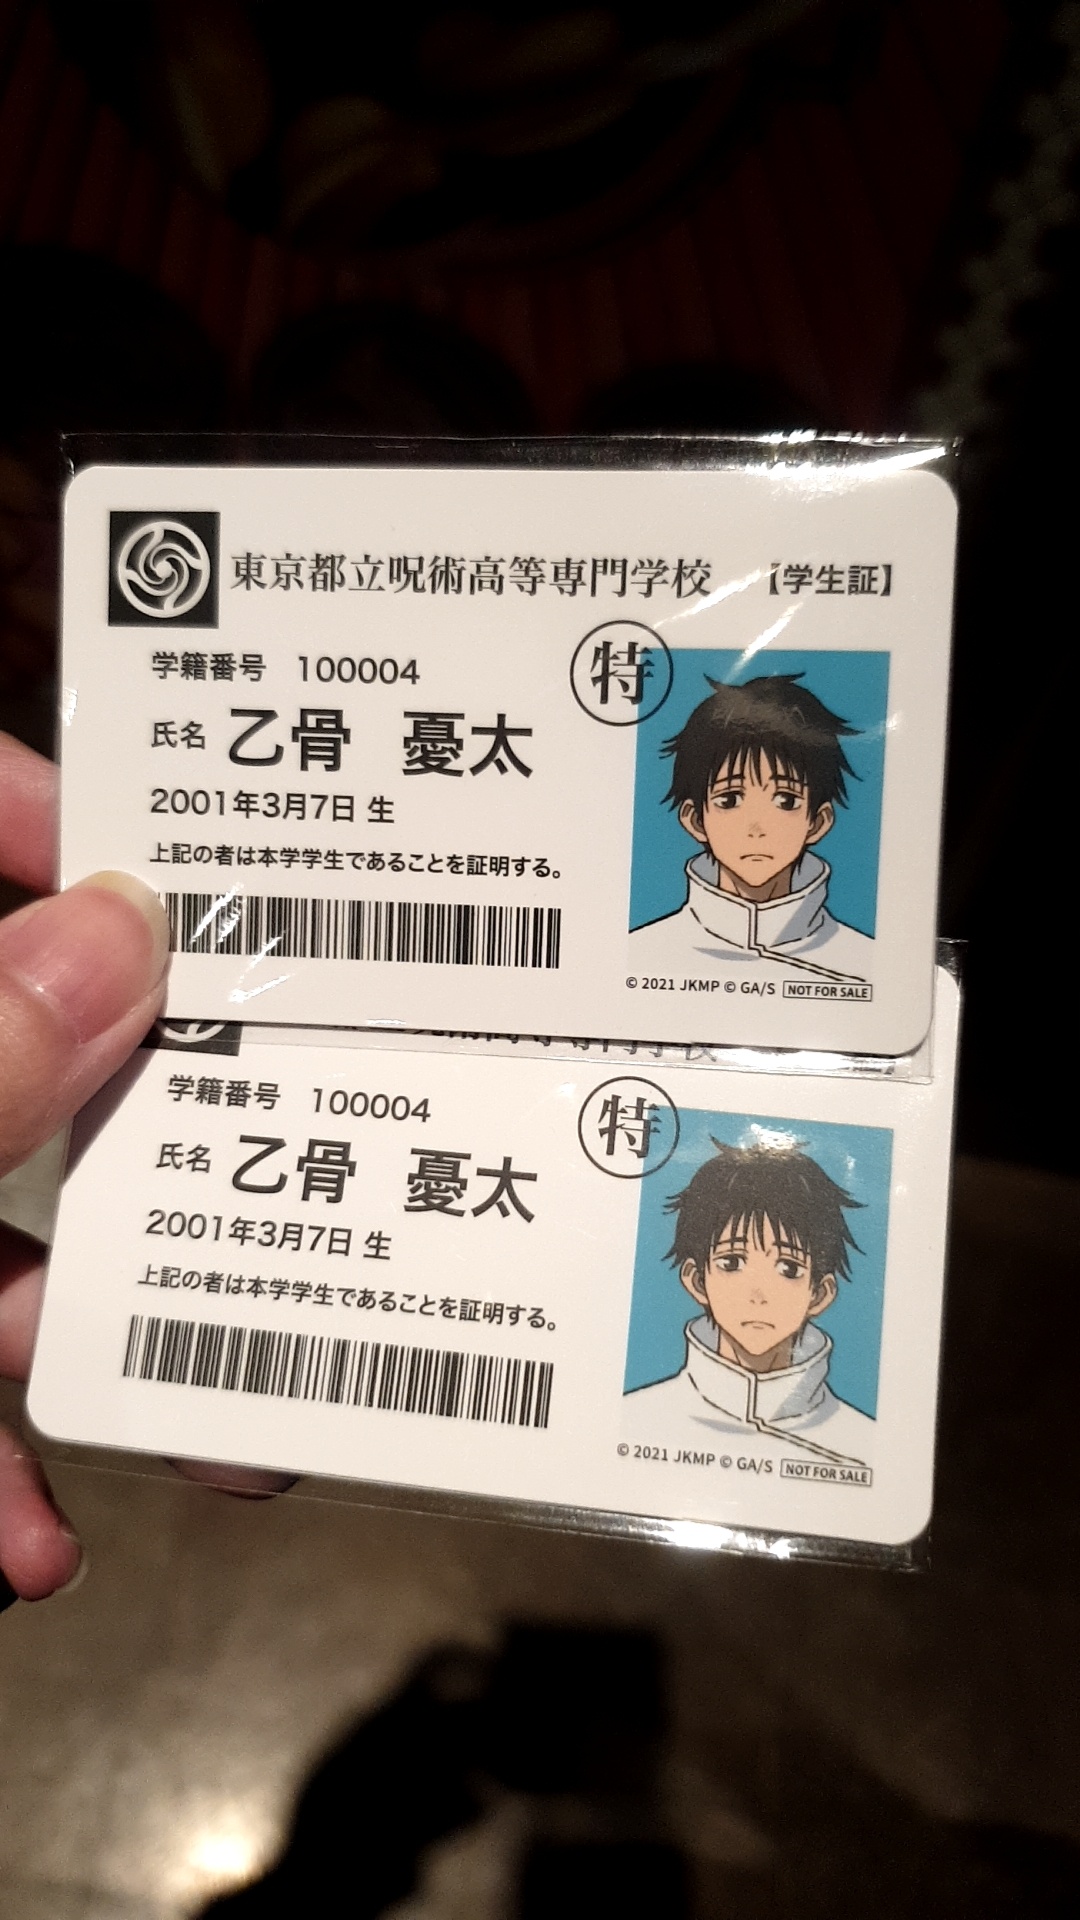 東京都立呪術高等専門学校 【学生証】
特
学籍番号 100004
氏名 乙骨 憂太
2001年3月7日 生
上記の者は本学学生であることを証明する。
© 2021 JKMP © GA/S NOT FOR SALE
特
学籍番号 100004
氏名 乙骨 憂太
2001年3月7日 生
上記の者は本学学生であることを証明する。
© 2021 JKMP © GA/S NOT FOR SALE